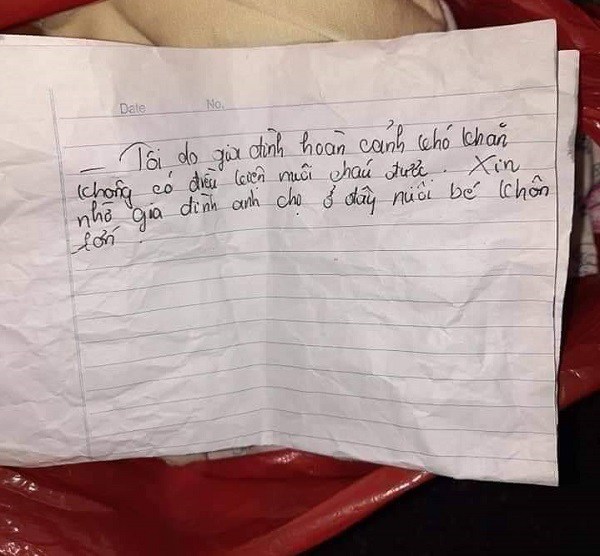 Date No.
– Tôi do gia đình hoàn cảnh khó khăn
không có điều kiện nuôi cháu được. Xin
nhờ gia đình anh chị ở đây nuôi bé khôn
lớn.